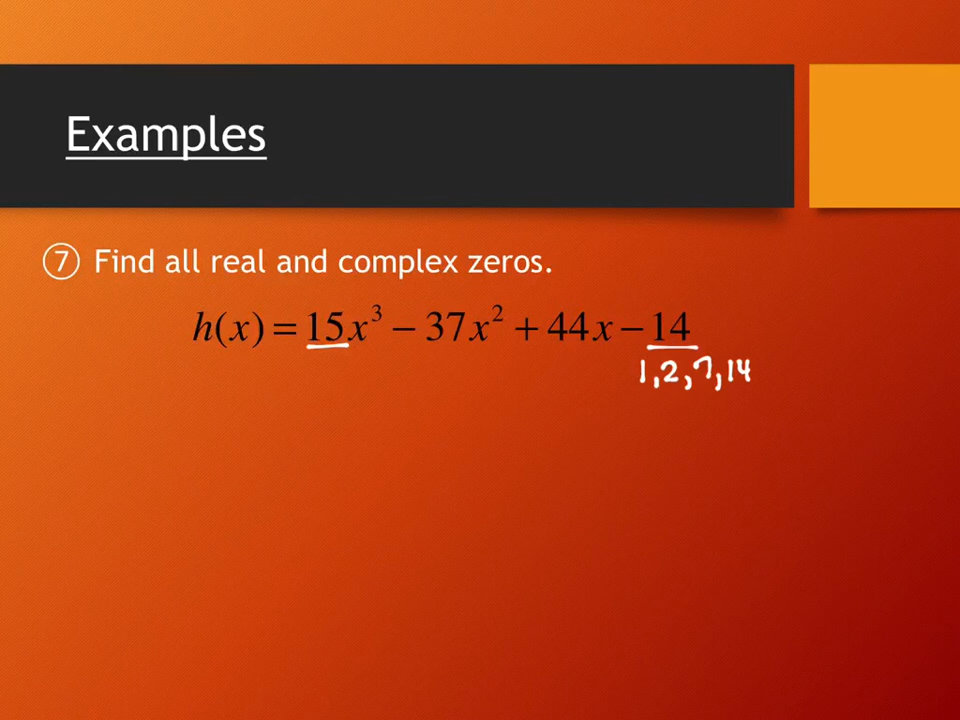 Examples
⑦ Find all real and complex zeros.
h(x) = 15x³ − 37x² + 44x − 14
1,2,7,14